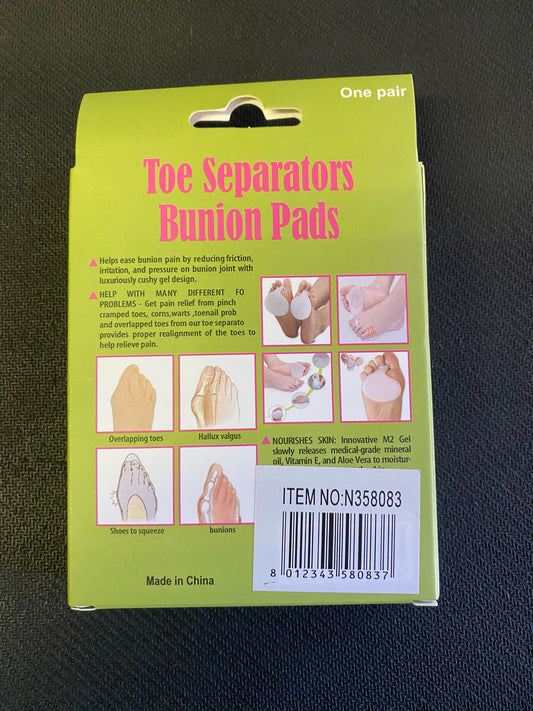 One pair
Toe Separators
Bunion Pads
Helps ease bunion pain by reducing friction,
irritation, and pressure on bunion joint with
luxuriously cushy gel design.
HELP WITH MANY DIFFERENT FO
PROBLEMS - Get pain relief from pinch
cramped toes, corns,warts ,toenail prob
and overlapped toes from our toe separato
provides proper realignment of the toes to
help relieve pain.
Overlapping toes
Hallux valgus
Shoes to squeeze
bunions
NOURISHES SKIN: Innovative M2 Gel
slowly releases medical-grade mineral
oil, Vitamin E, and Aloe Vera to moistur-
ITEM NO:N358083
8 012343 580837
Made in China